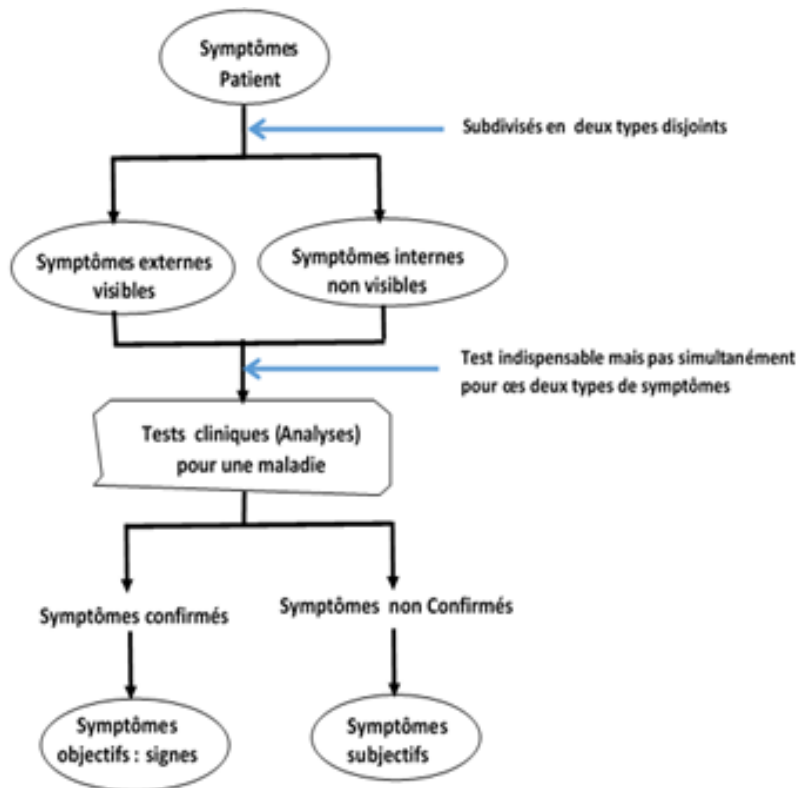 Symptômes
Patient
Subdivisés en deux types disjoints
Symptômes externes
visibles
Symptômes internes
non visibles
Test indispensable mais pas simultanément
pour ces deux types de symptômes
Tests cliniques (Analyses)
pour une maladie
Symptômes confirmés
Symptômes non Confirmés
Symptômes
objectifs : signes
Symptômes
subjectifs